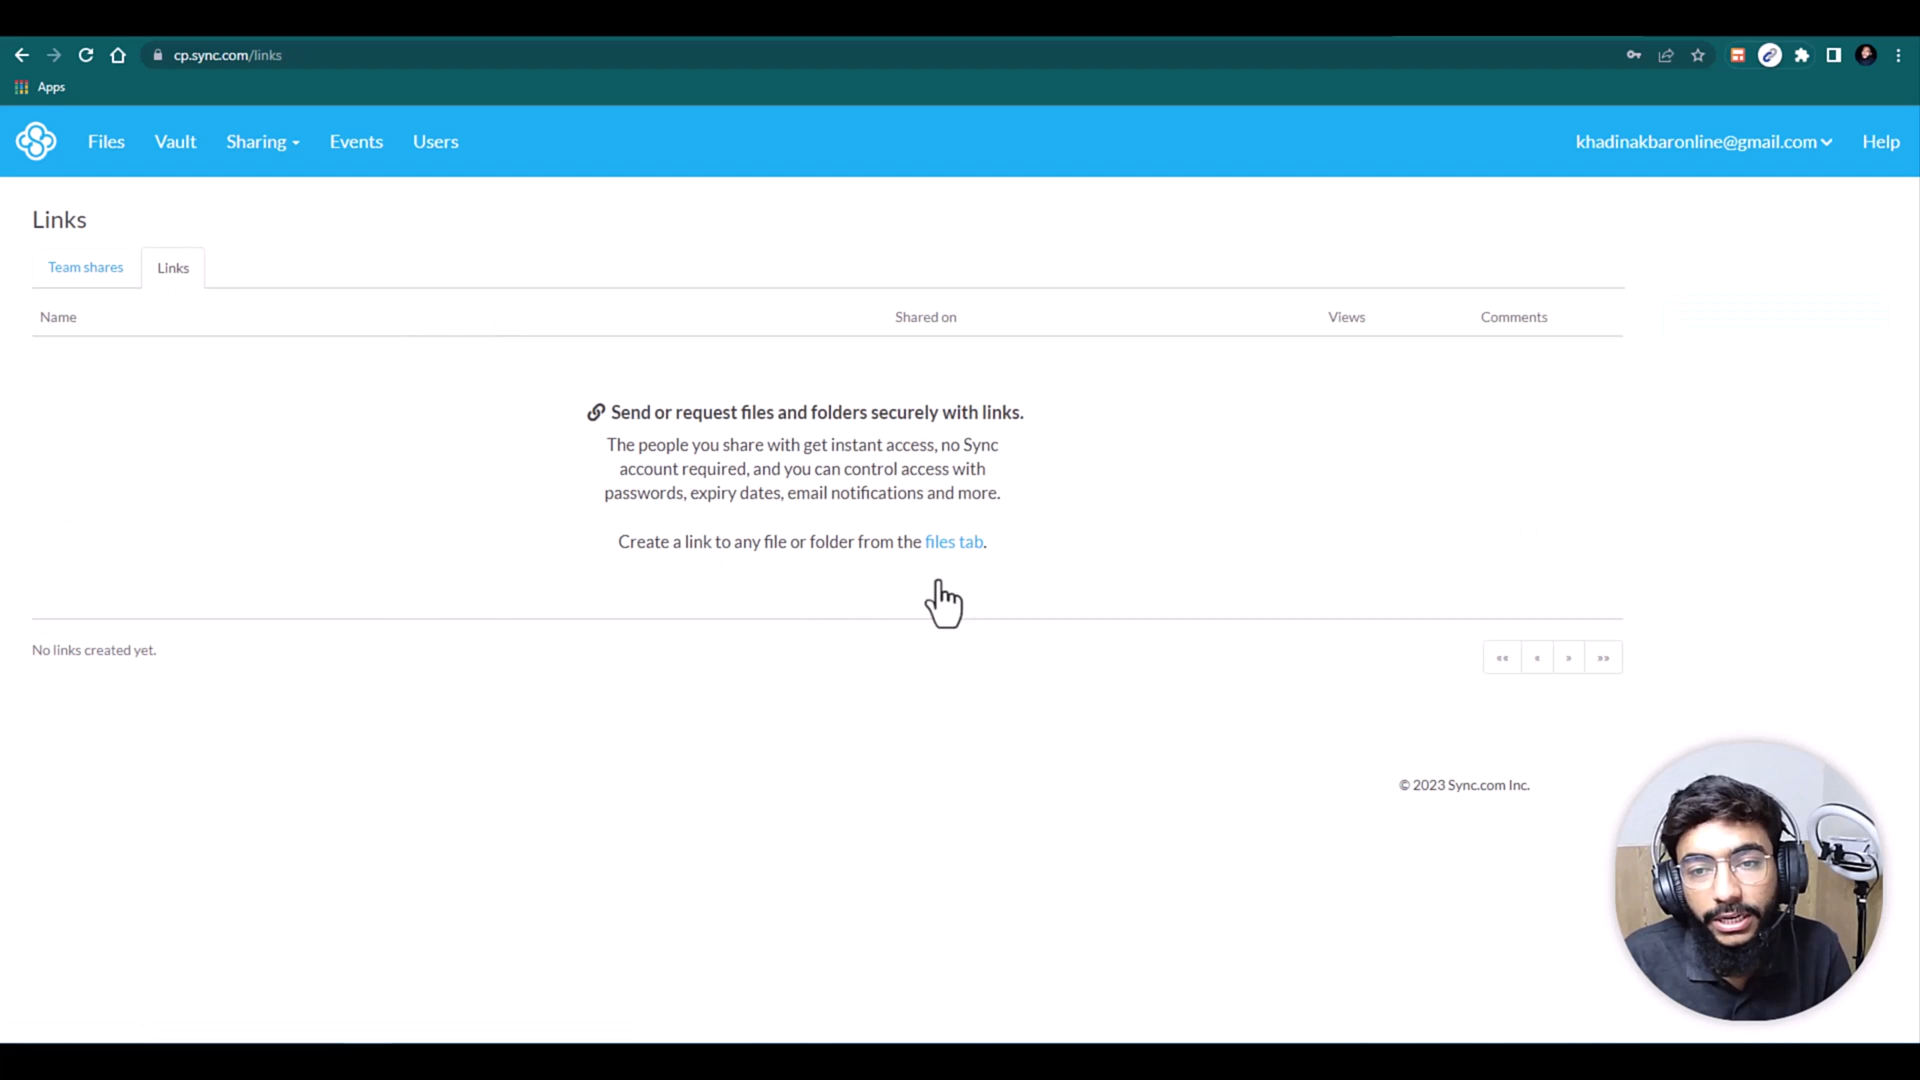 cp.sync.com/links
Apps
Files Vault Sharing Events Users khadinakbaronline@gmail.com Help
Links
Team shares Links
Name Shared on Views Comments
Send or request files and folders securely with links.
The people you share with get instant access, no Sync
account required, and you can control access with
passwords, expiry dates, email notifications and more.
Create a link to any file or folder from the files tab.
No links created yet.
«« « » »»
© 2023 Sync.com Inc.